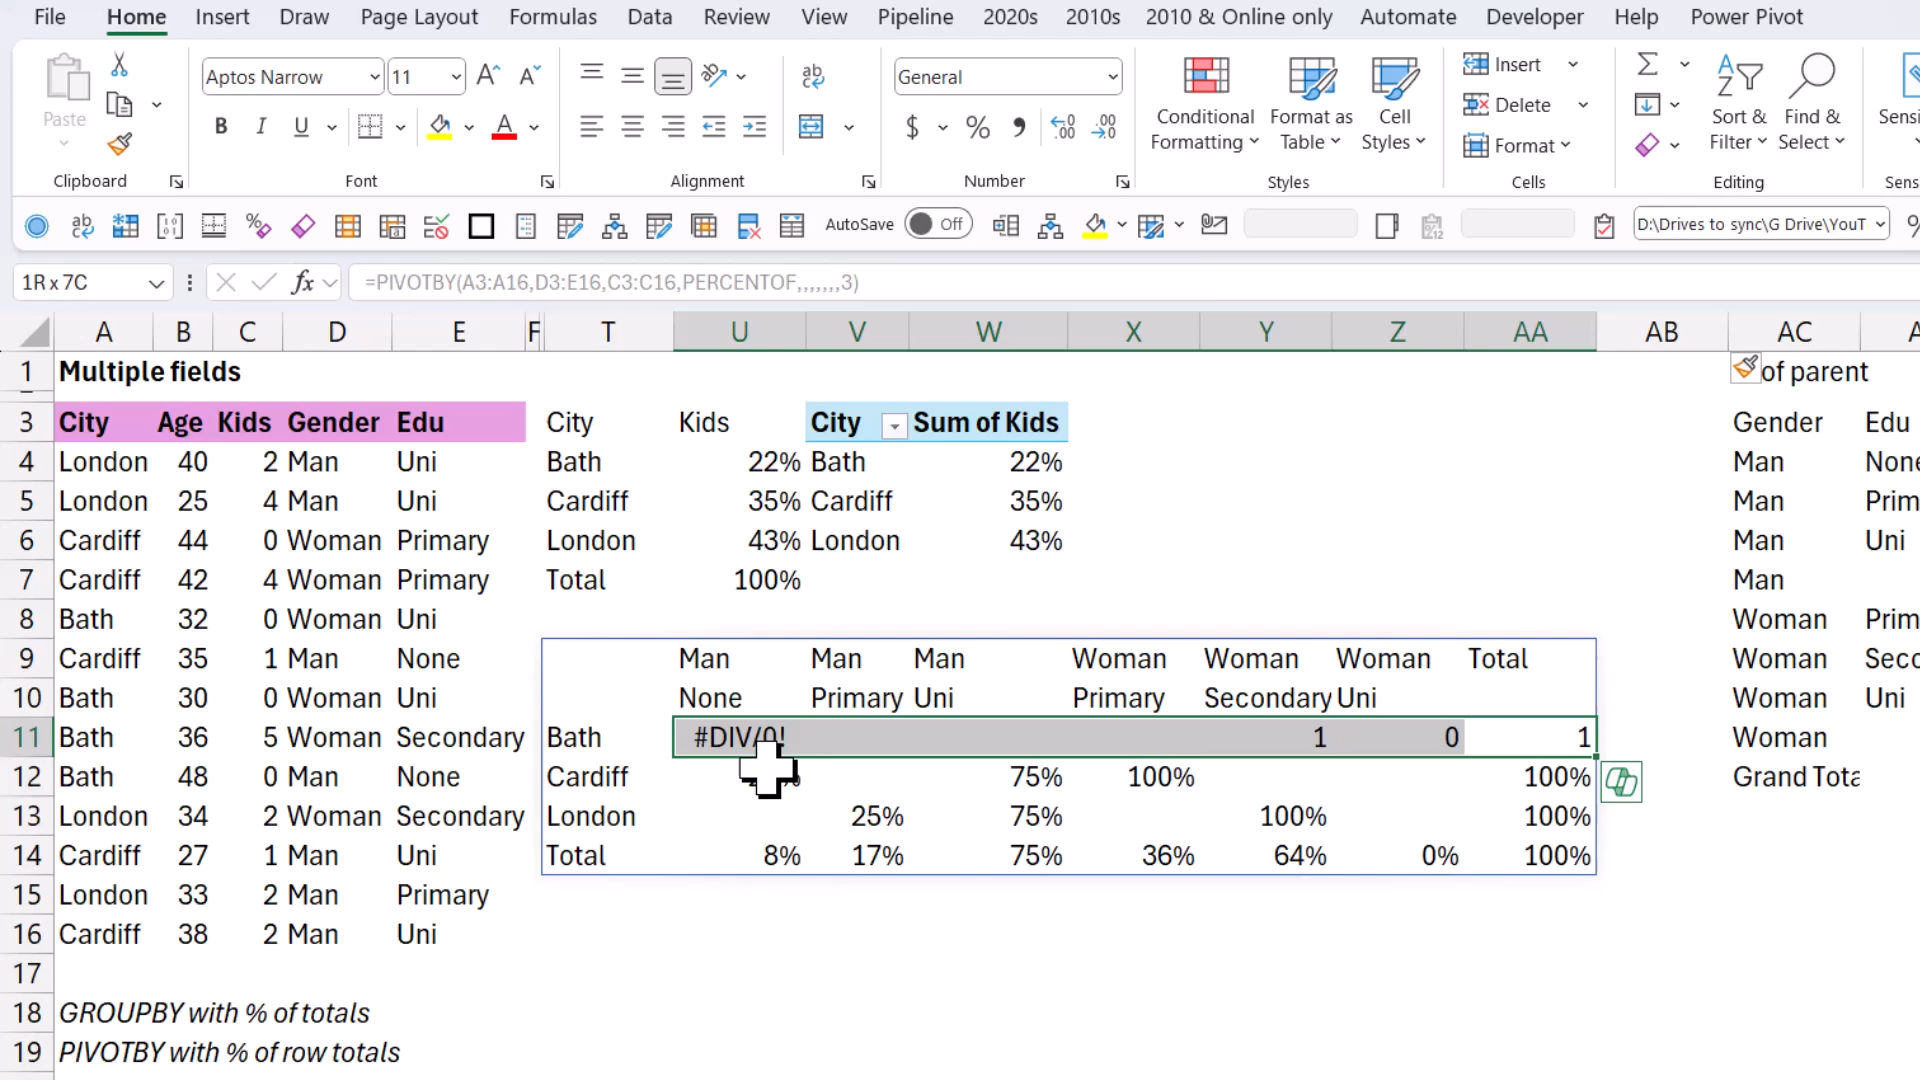 File Home Insert Draw Page Layout Formulas Data Review View Pipeline 2020s 2010s 2010 & Online only Automate Developer Help Power Pivot
Paste Aptos Narrow 11 General Conditional Formatting Format as Table Cell Styles Insert Delete Format Sort & Filter Find & Select Sensi
Clipboard Font Alignment Number Styles Cells Editing Sens
AutoSave Off D:\Drives to sync\G Drive\YouT
1R x 7C fx =PIVOTBY(A3:A16,D3:E16,C3:C16,PERCENTOF,,,,,,,3)
A B C D E F T U V W X Y Z AA AB AC A
1 Multiple fields of parent
3 City Age Kids Gender Edu City Kids City Sum of Kids Gender Edu
4 London 40 2 Man Uni Bath 22% Bath 22% Man None
5 London 25 4 Man Uni Cardiff 35% Cardiff 35% Man Prim
6 Cardiff 44 0 Woman Primary London 43% London 43% Man Uni
7 Cardiff 42 4 Woman Primary Total 100% Man
8 Bath 32 0 Woman Uni Woman Prim
9 Cardiff 35 1 Man None Man Man Man Woman Woman Woman Total Woman Seco
10 Bath 30 0 Woman Uni None Primary Uni Primary Secondary Uni Woman Uni
11 Bath 36 5 Woman Secondary Bath #DIV/0! 1 0 1 Woman
12 Bath 48 0 Man None Cardiff 75% 100% 100% Grand Tota
13 London 34 2 Woman Secondary London 25% 75% 100% 100%
14 Cardiff 27 1 Man Uni Total 8% 17% 75% 36% 64% 0% 100%
15 London 33 2 Man Primary
16 Cardiff 38 2 Man Uni
17
18 GROUPBY with % of totals
19 PIVOTBY with % of row totals